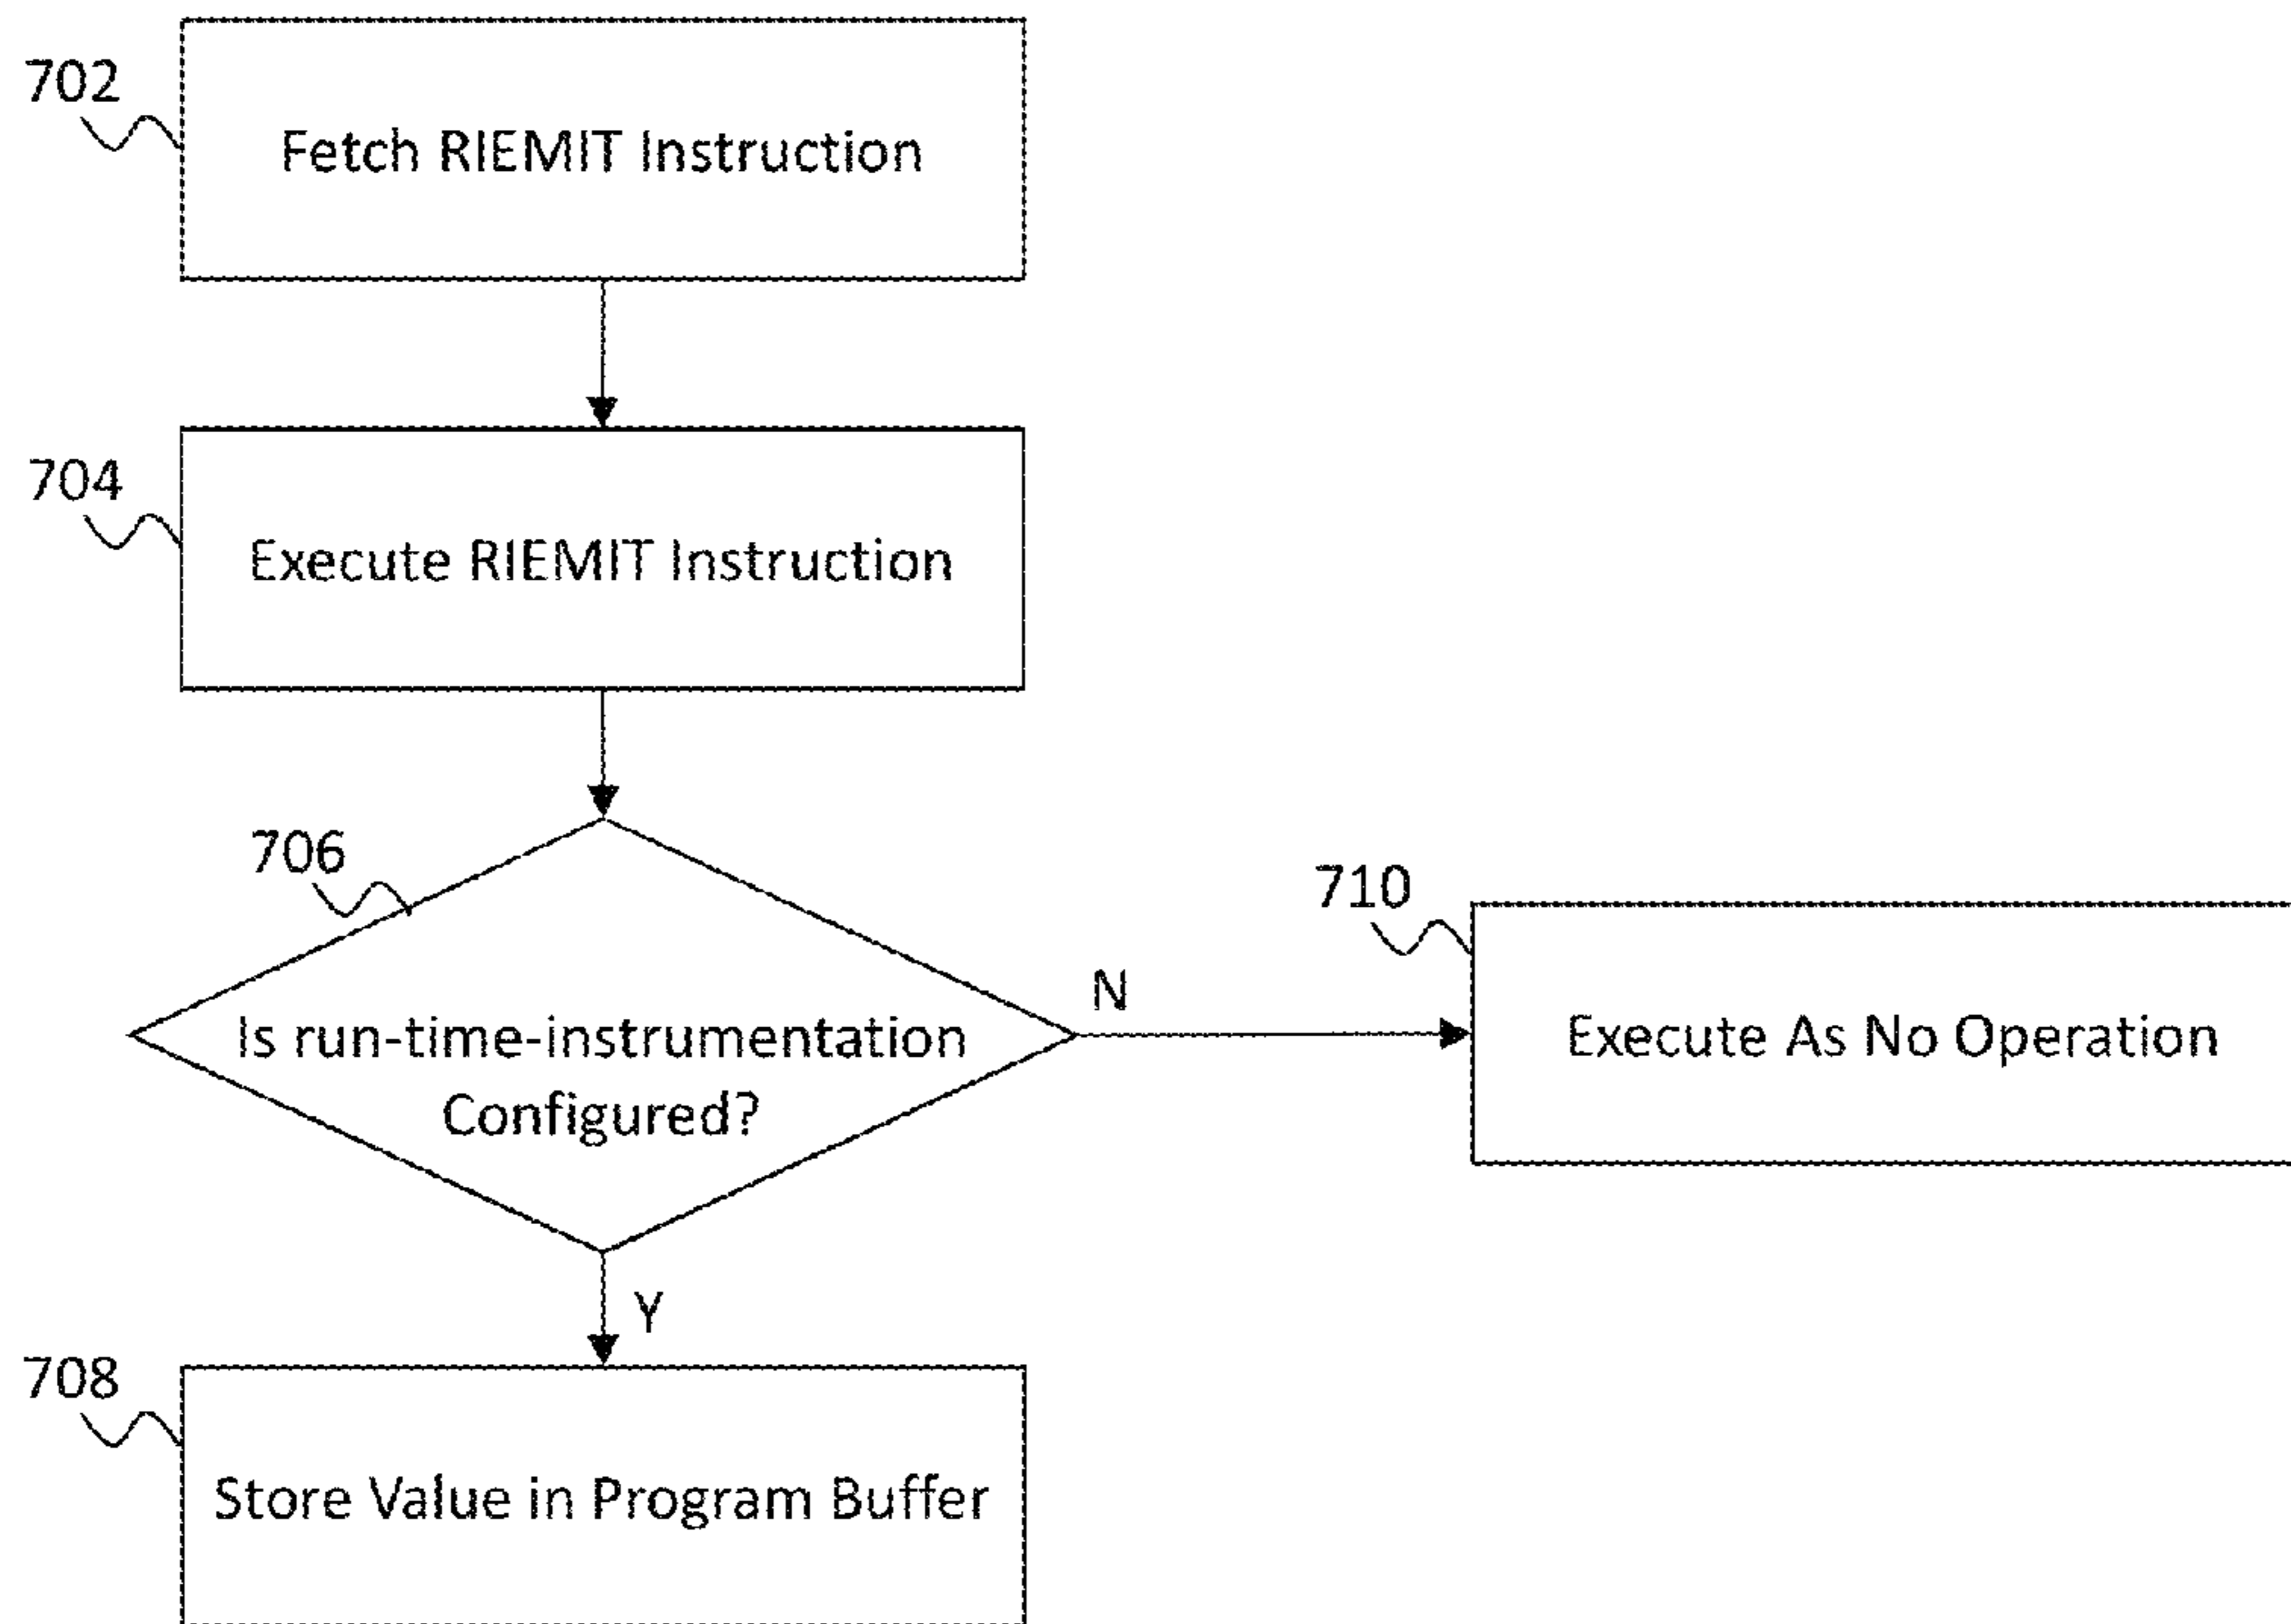 702
Fetch RIEMIT Instruction
704
Execute RIEMIT Instruction
706
Is run-time-instrumentation
Configured?
N
710
Execute As No Operation
Y
708
Store Value in Program Buffer